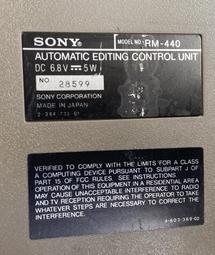 SONY MODEL NO. RM-440
AUTOMATIC EDITING CONTROL UNIT
DC 6.8V ⎓ 5W
NO. 28599
SONY CORPORATION
MADE IN JAPAN
VERIFIED TO COMPLY WITH THE LIMITS FOR A CLASS
A COMPUTING DEVICE PURSUANT TO SUBPART J OF
PART 15 OF FCC RULES. SEE INSTRUCTIONS.
OPERATION OF THIS EQUIPMENT IN A RESIDENTIAL AREA
MAY CAUSE UNACCEPTABLE INTERFERENCE TO RADIO
AND TV RECEPTION REQUIRING THE OPERATOR TO TAKE
WHATEVER STEPS ARE NECESSARY TO CORRECT THE
INTERFERENCE.